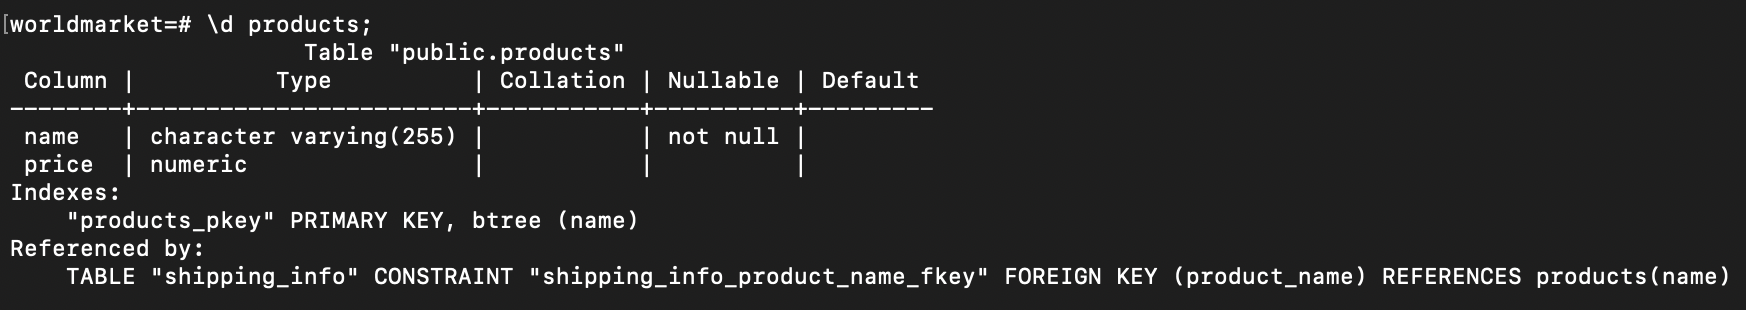 [worldmarket=# \d products;
Table "public.products"
Column | Type | Collation | Nullable | Default
--------+------------------------+-----------+----------+---------
name | character varying(255) | | not null |
price | numeric | | |
Indexes:
"products_pkey" PRIMARY KEY, btree (name)
Referenced by:
TABLE "shipping_info" CONSTRAINT "shipping_info_product_name_fkey" FOREIGN KEY (product_name) REFERENCES products(name)